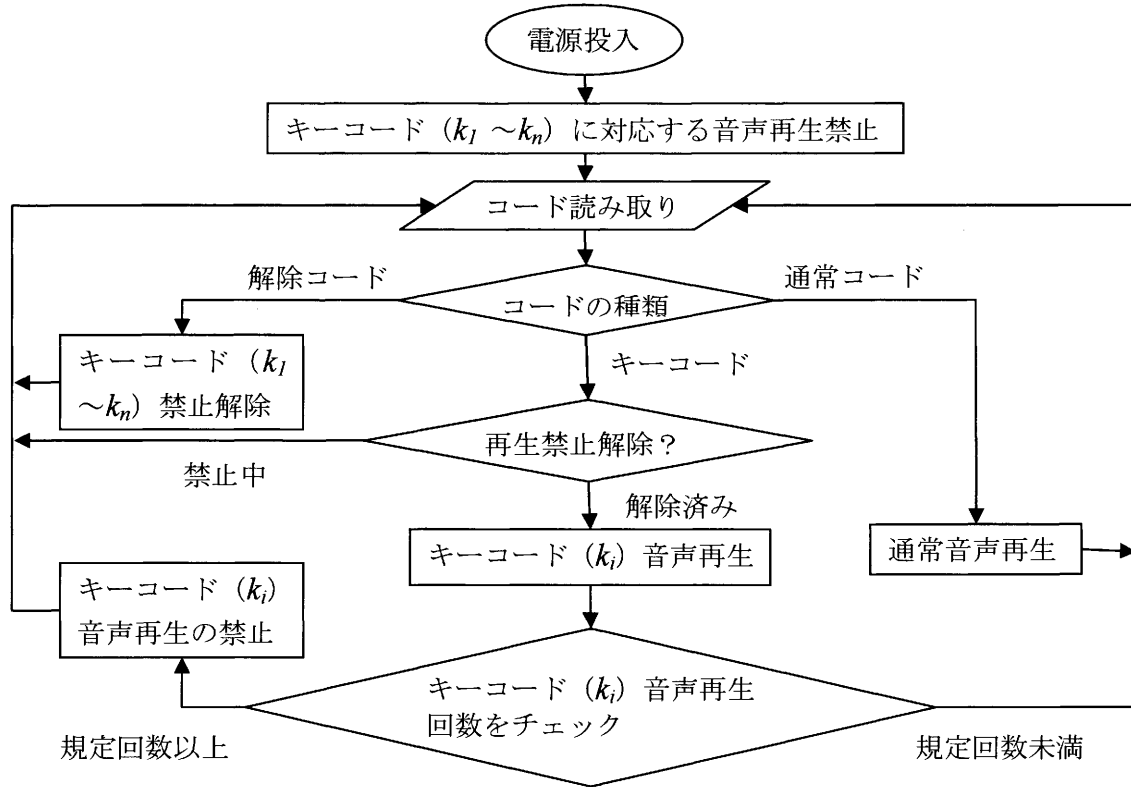 電源投入
キーコード（k1 ～kn）に対応する音声再生禁止
コード読み取り
解除コード
通常コード
コードの種類
キーコード（k1
～kn）禁止解除
キーコード
再生禁止解除？
禁止中
解除済み
キーコード（ki）音声再生
通常音声再生
キーコード（ki）
音声再生の禁止
キーコード（ki）音声再生
回数をチェック
規定回数以上
規定回数未満